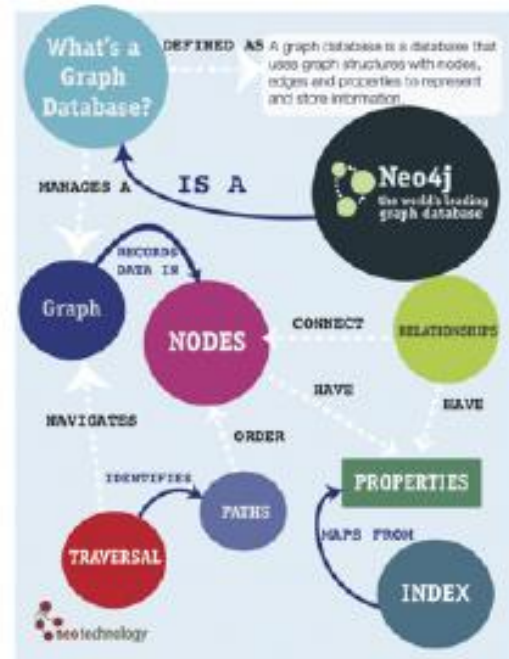 What's a
Graph
Database?
DEFINED AS
A graph database is a database that
uses graph structures with nodes,
edges and properties to represent
and store information
MANAGES A
IS A
Neo4j
the world's leading
graph database
RECORDS
DATA IN
Graph
NODES
CONNECT
RELATIONSHIPS
HAVE
HAVE
NAVIGATES
ORDER
IDENTIFIES
PATHS
PROPERTIES
TRAVERSAL
MAPS FROM
INDEX
neotechnology